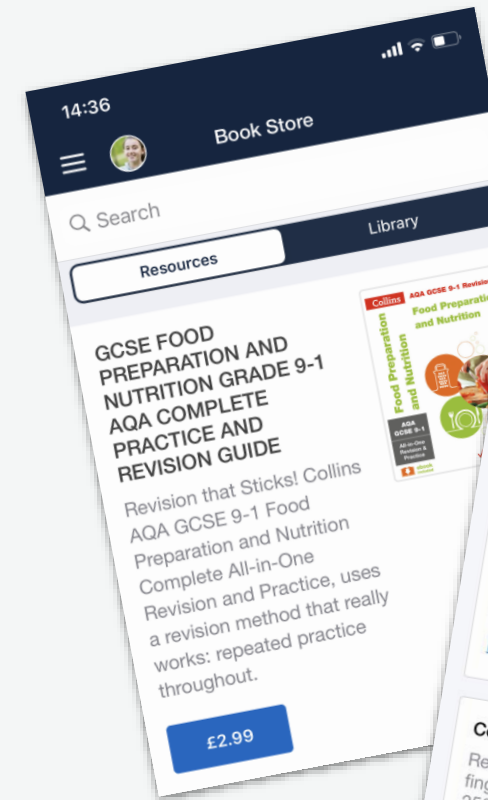 14:36
Book Store
Search
Resources
Library
GCSE FOOD
PREPARATION AND
NUTRITION GRADE 9-1
AQA COMPLETE
PRACTICE AND
REVISION GUIDE
Revision that Sticks! Collins
AQA GCSE 9-1 Food
Preparation and Nutrition
Complete All-in-One
Revision and Practice, uses
a revision method that really
works: repeated practice
throughout.
£2.99
Collins
AQA GCSE 9-1
Food
and Nutrition
Food Preparation
and Nutrition
AQA
GCSE 9-1
All-in-One
Revision &
Practice